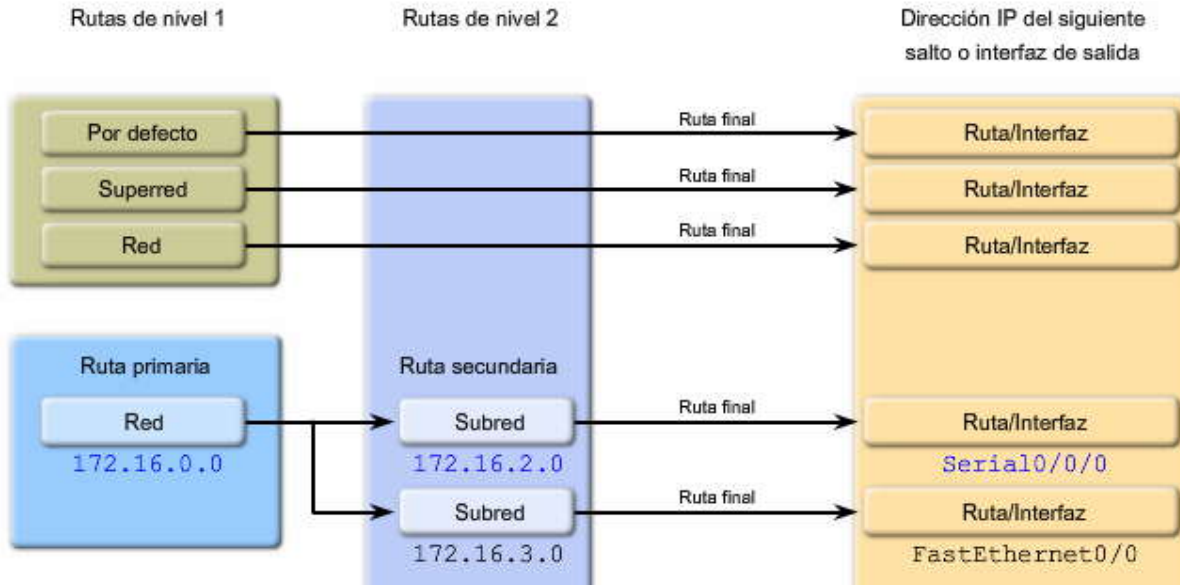 Rutas de nivel 1
Rutas de nivel 2
Dirección IP del siguiente
salto o interfaz de salida
Por defecto
Ruta final
Ruta/Interfaz
Superred
Ruta final
Ruta/Interfaz
Red
Ruta final
Ruta/Interfaz
Ruta primaria
Ruta secundaria
Red
Subred
Ruta final
Ruta/Interfaz
172.16.0.0
172.16.2.0
Serial0/0/0
Subred
Ruta final
Ruta/Interfaz
172.16.3.0
FastEthernet0/0